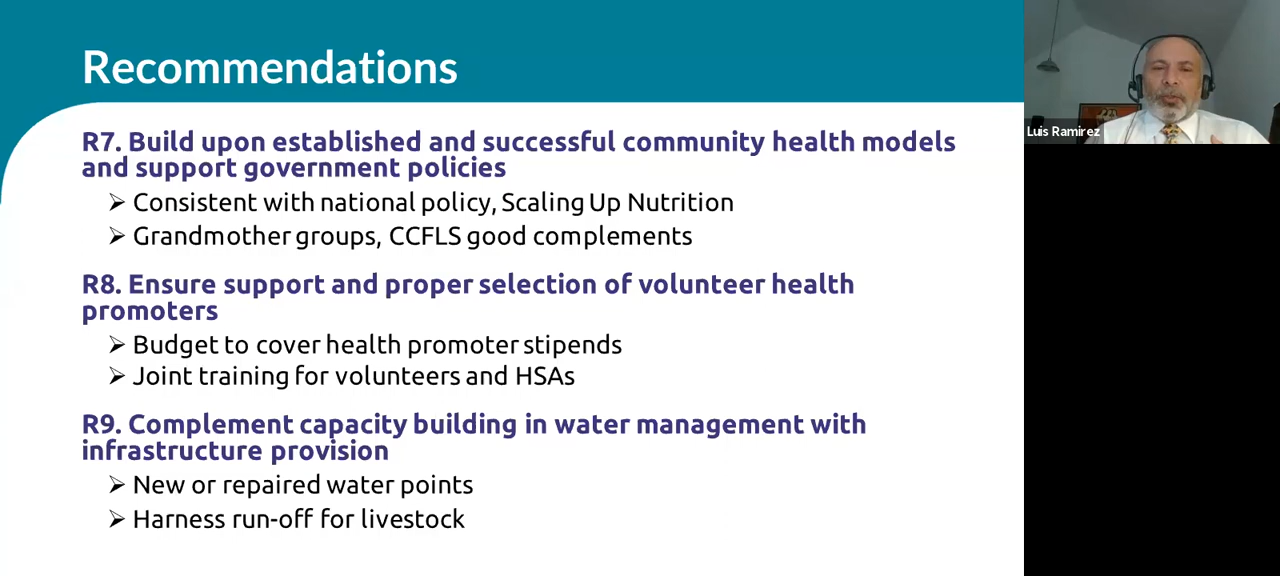 Recommendations
R7. Build upon established and successful community health models
and support government policies
➢ Consistent with national policy, Scaling Up Nutrition
➢ Grandmother groups, CCFLS good complements
R8. Ensure support and proper selection of volunteer health
promoters
➢ Budget to cover health promoter stipends
➢ Joint training for volunteers and HSAs
R9. Complement capacity building in water management with
infrastructure provision
➢ New or repaired water points
➢ Harness run-off for livestock
Luis Ramirez